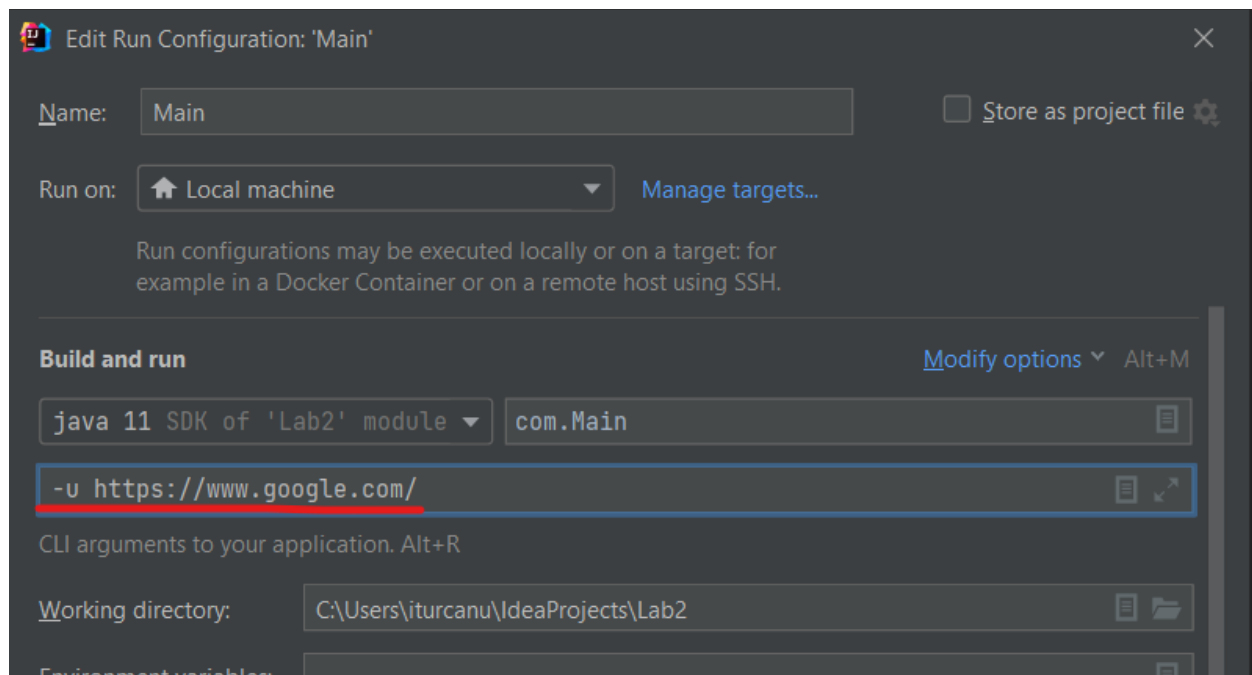 Edit Run Configuration: 'Main'
Name: Main Store as project file
Run on: Local machine Manage targets...
Run configurations may be executed locally or on a target: for
example in a Docker Container or on a remote host using SSH.
Build and run Modify options Alt+M
java 11 SDK of 'Lab2' module com.Main
-u https://www.google.com/
CLI arguments to your application. Alt+R
Working directory: C:\Users\iturcanu\IdeaProjects\Lab2
Environment variables: